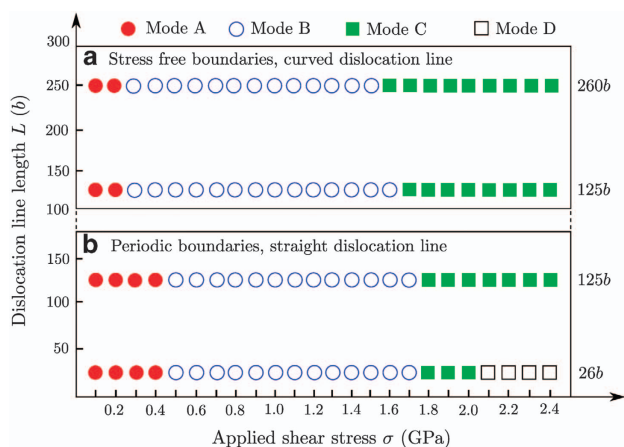 Mode A Mode B Mode C Mode D
300
a Stress free boundaries, curved dislocation line
250
260b
200
150
125b
100
b Periodic boundaries, straight dislocation line
150
125b
100
50
26b
0.2 0.4 0.6 0.8 1.0 1.2 1.4 1.6 1.8 2.0 2.2 2.4
Applied shear stress σ (GPa)
Dislocation line length L (b)